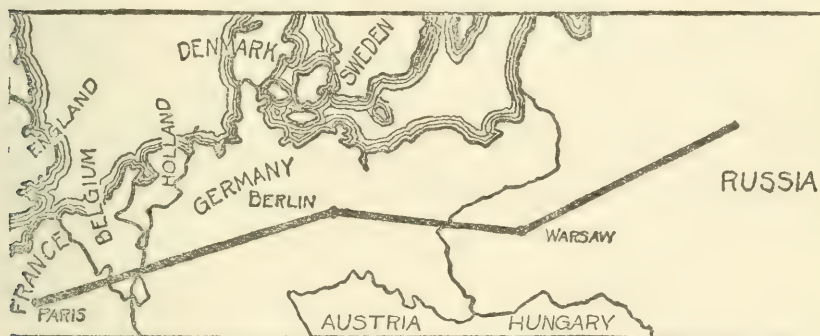 DENMARK
SWEDEN
ENGLAND
HOLLAND
BELGIUM
GERMANY
BERLIN
RUSSIA
WARSAW
FRANCE
PARIS
AUSTRIA HUNGARY